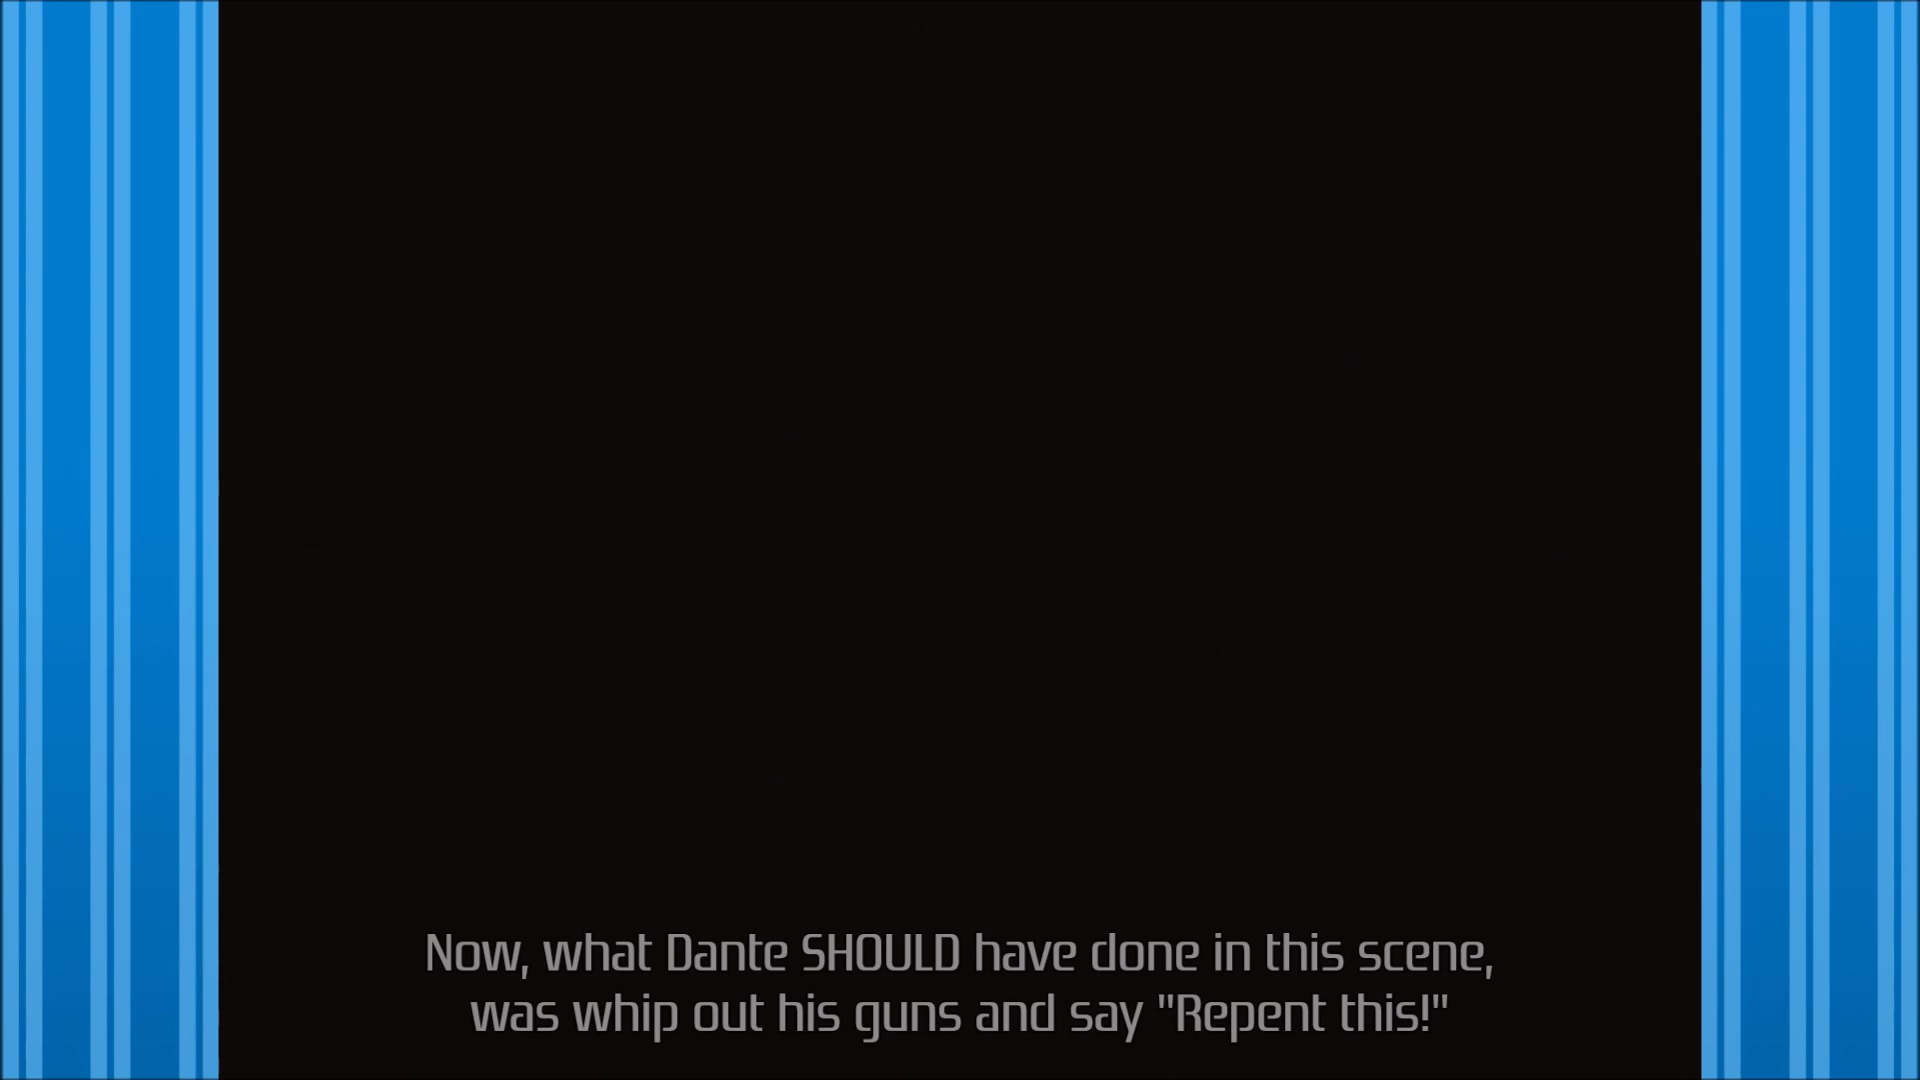 Now, what Dante SHOULD have done in this scene,
was whip out his guns and say "Repent this!"